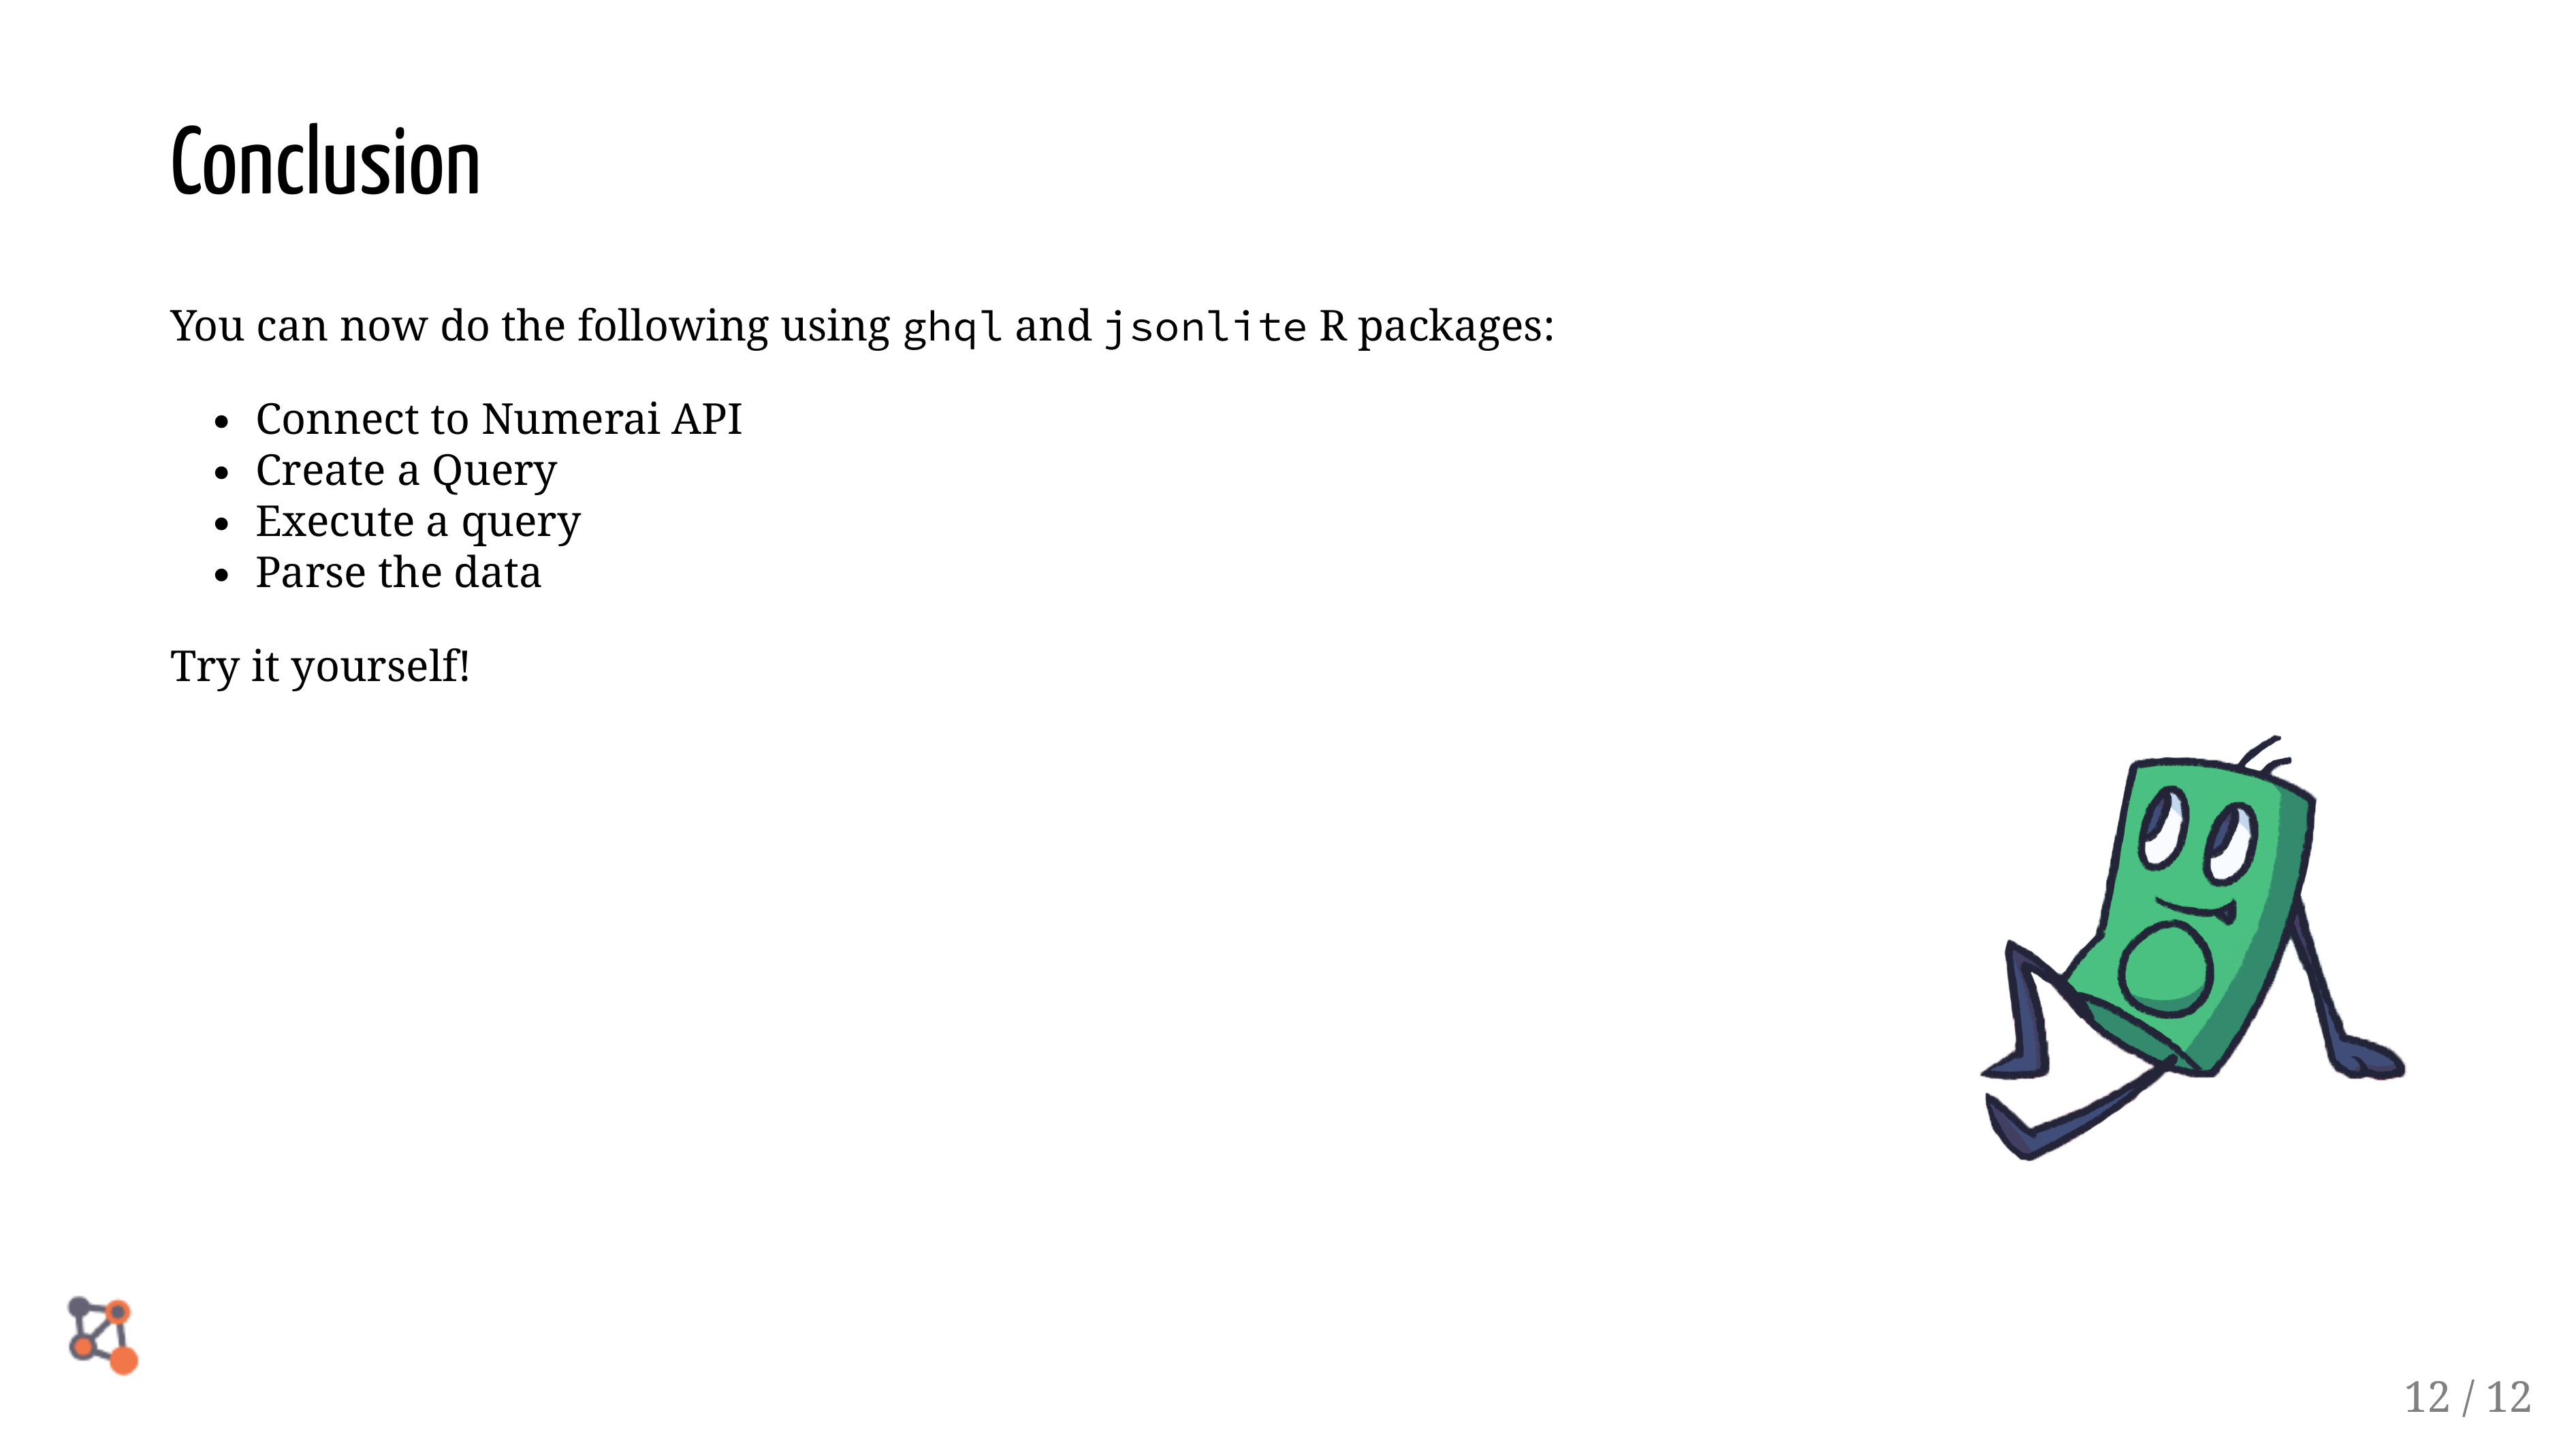 Conclusion
You can now do the following using ghql and jsonlite R packages:
• Connect to Numerai API
• Create a Query
• Execute a query
• Parse the data
Try it yourself!
12 / 12